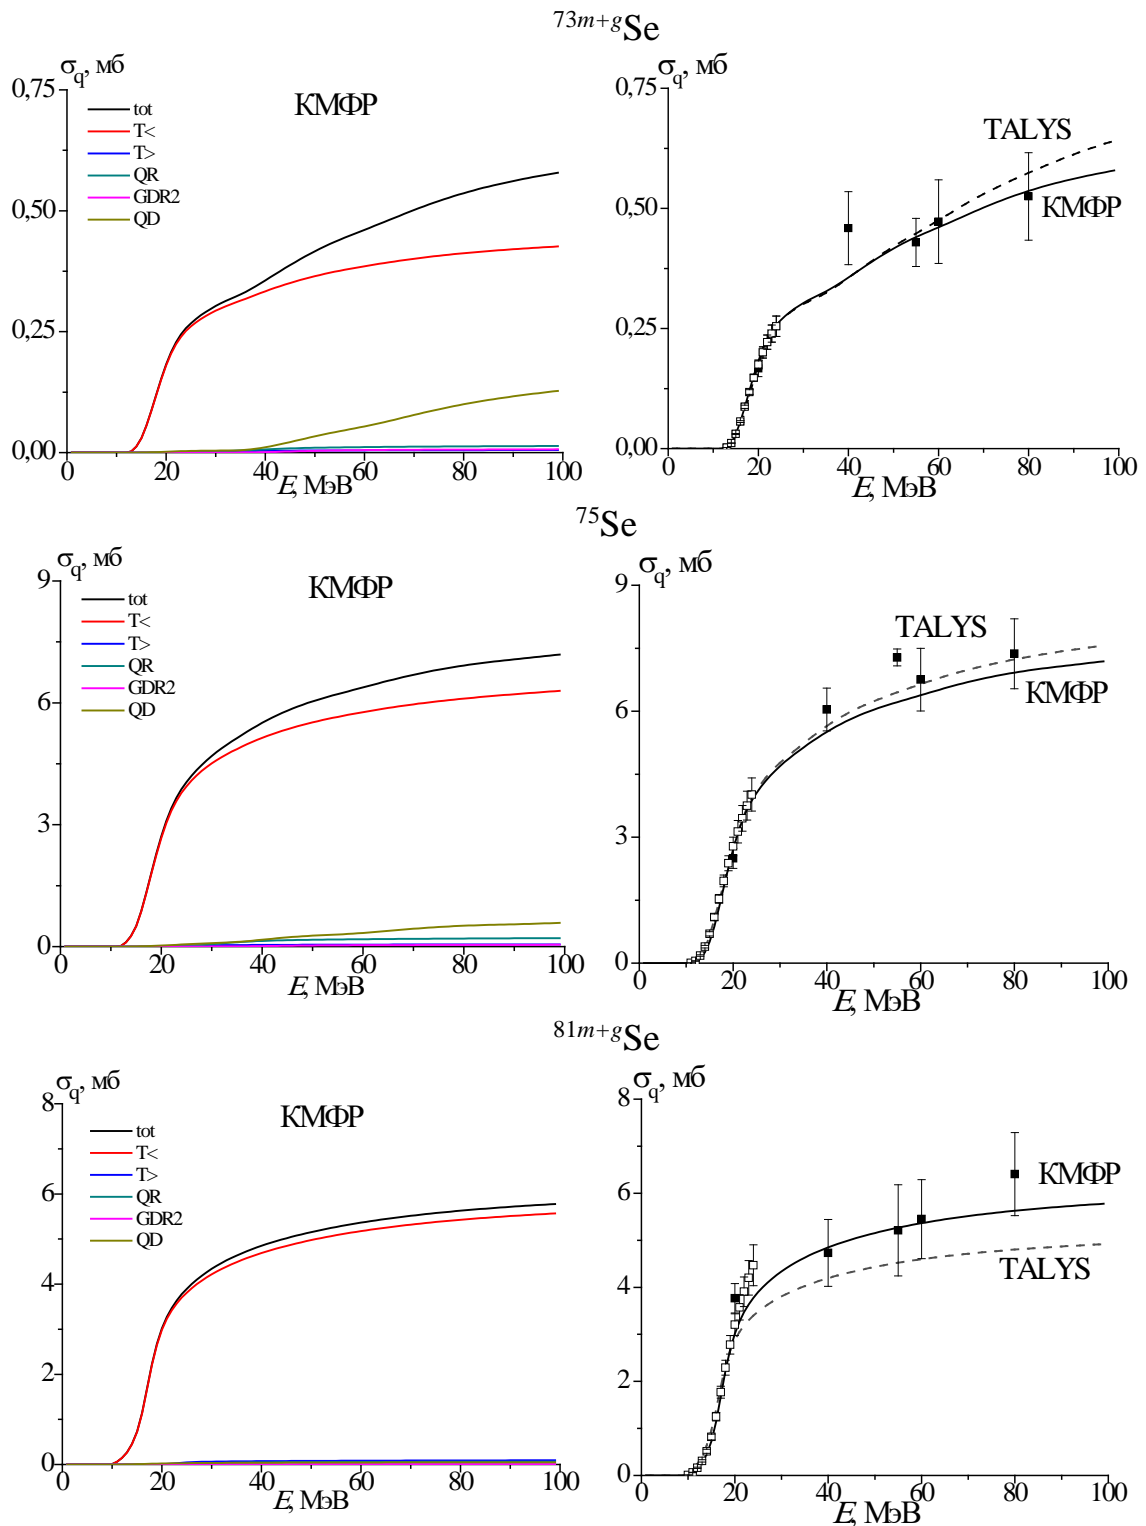 73m+gSe
σq, мб
0,75
0,50
0,25
0,00
КМФР
tot
T<
T>
QR
GDR2
QD
0 20 40 60 80 100
E, МэВ
σq, мб
0,75
0,50
0,25
0,00
TALYS
КМФР
0 20 40 60 80 100
E, МэВ
75Se
σq, мб
9
6
3
0
КМФР
tot
T<
T>
QR
GDR2
QD
0 20 40 60 80 100
E, МэВ
σq, мб
9
6
3
0
TALYS
КМФР
0 20 40 60 80 100
E, МэВ
81m+gSe
σq, мб
8
6
4
2
0
КМФР
tot
T<
T>
QR
GDR2
QD
0 20 40 60 80 100
E, МэВ
σq, мб
8
6
4
2
0
КМФР
TALYS
0 20 40 60 80 100
E, МэВ